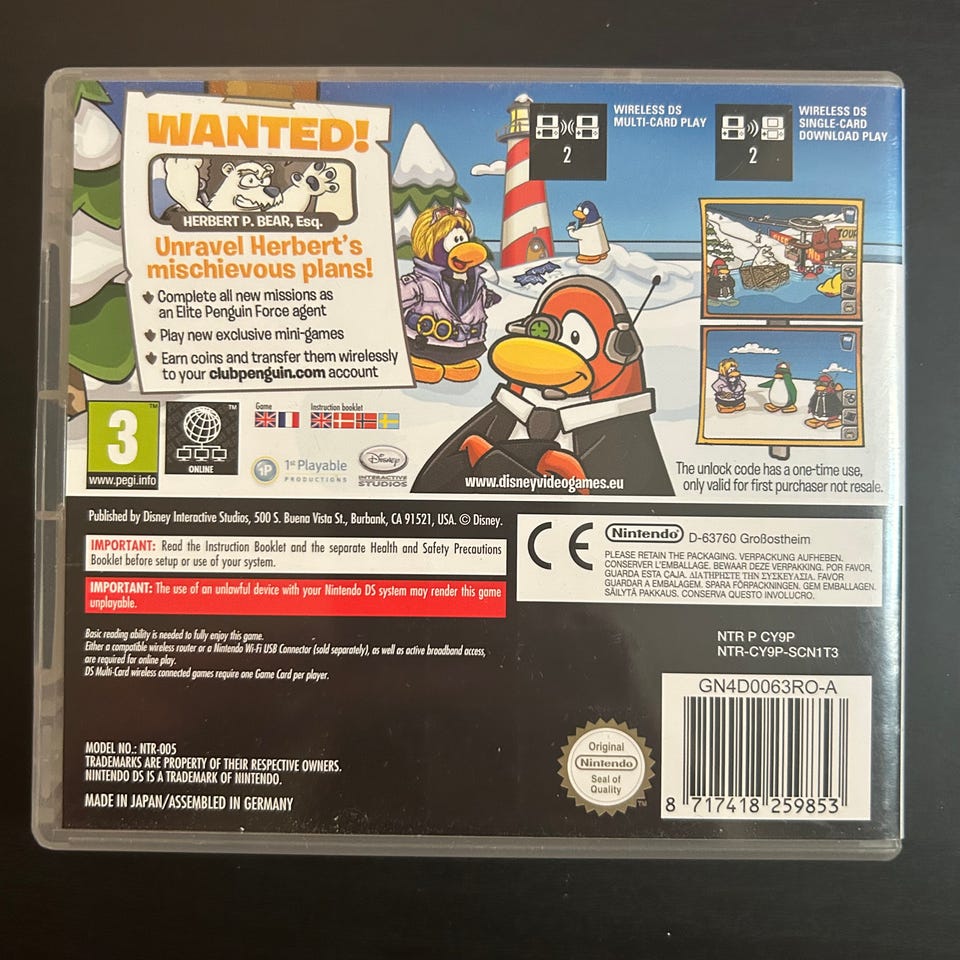 WANTED!
HERBERT P. BEAR, Esq.
Unravel Herbert's
mischievous plans!
Complete all new missions as
an Elite Penguin Force agent
Play new exclusive mini-games
Earn coins and transfer them wirelessly
to your clubpenguin.com account
2
WIRELESS DS
MULTI-CARD PLAY
2
WIRELESS DS
SINGLE-CARD
DOWNLOAD PLAY
TOUR
3
™
www.pegi.info
™
ONLINE
Game
Instruction booklet
1P
1st Playable
PRODUCTIONS
Disney
INTERACTIVE
STUDIOS
www.disneyvideogames.eu
The unlock code has a one-time use,
only valid for first purchaser not resale.
Published by Disney Interactive Studios, 500 S. Buena Vista St., Burbank, CA 91521, USA. © Disney.
IMPORTANT: Read the Instruction Booklet and the separate Health and Safety Precautions
Booklet before setup or use of your system.
IMPORTANT: The use of an unlawful device with your Nintendo DS system may render this game
unplayable.
CE
Nintendo® D-63760 Großostheim
PLEASE RETAIN THE PACKAGING. VERPACKUNG AUFHEBEN.
CONSERVER L'EMBALLAGE. BEWAAR DEZE VERPAKKING. POR FAVOR,
GUARDA ESTA CAJA. ΔΙΑΤΗΡΗΣΤΕ ΤΗΝ ΣΥΣΚΕΥΑΣΙΑ. FAVOR
GUARDAR A EMBALAGEM. SPARA FÖRPACKNINGEN. GEM EMBALLAGEN.
SÄILYTÄ PAKKAUS. CONSERVA QUESTO INVOLUCRO.
Basic reading ability is needed to fully enjoy this game.
Either a compatible wireless router or a Nintendo Wi-Fi USB Connector (sold separately), as well as active broadband access,
are required for online play.
DS Multi-Card wireless connected games require one Game Card per player.
NTR P CY9P
NTR-CY9P-SCN1T3
GN4D0063RO-A
8 717418 259853
Original
Nintendo
Seal of
Quality
™
MODEL NO.: NTR-005
TRADEMARKS ARE PROPERTY OF THEIR RESPECTIVE OWNERS.
NINTENDO DS IS A TRADEMARK OF NINTENDO.
MADE IN JAPAN/ASSEMBLED IN GERMANY